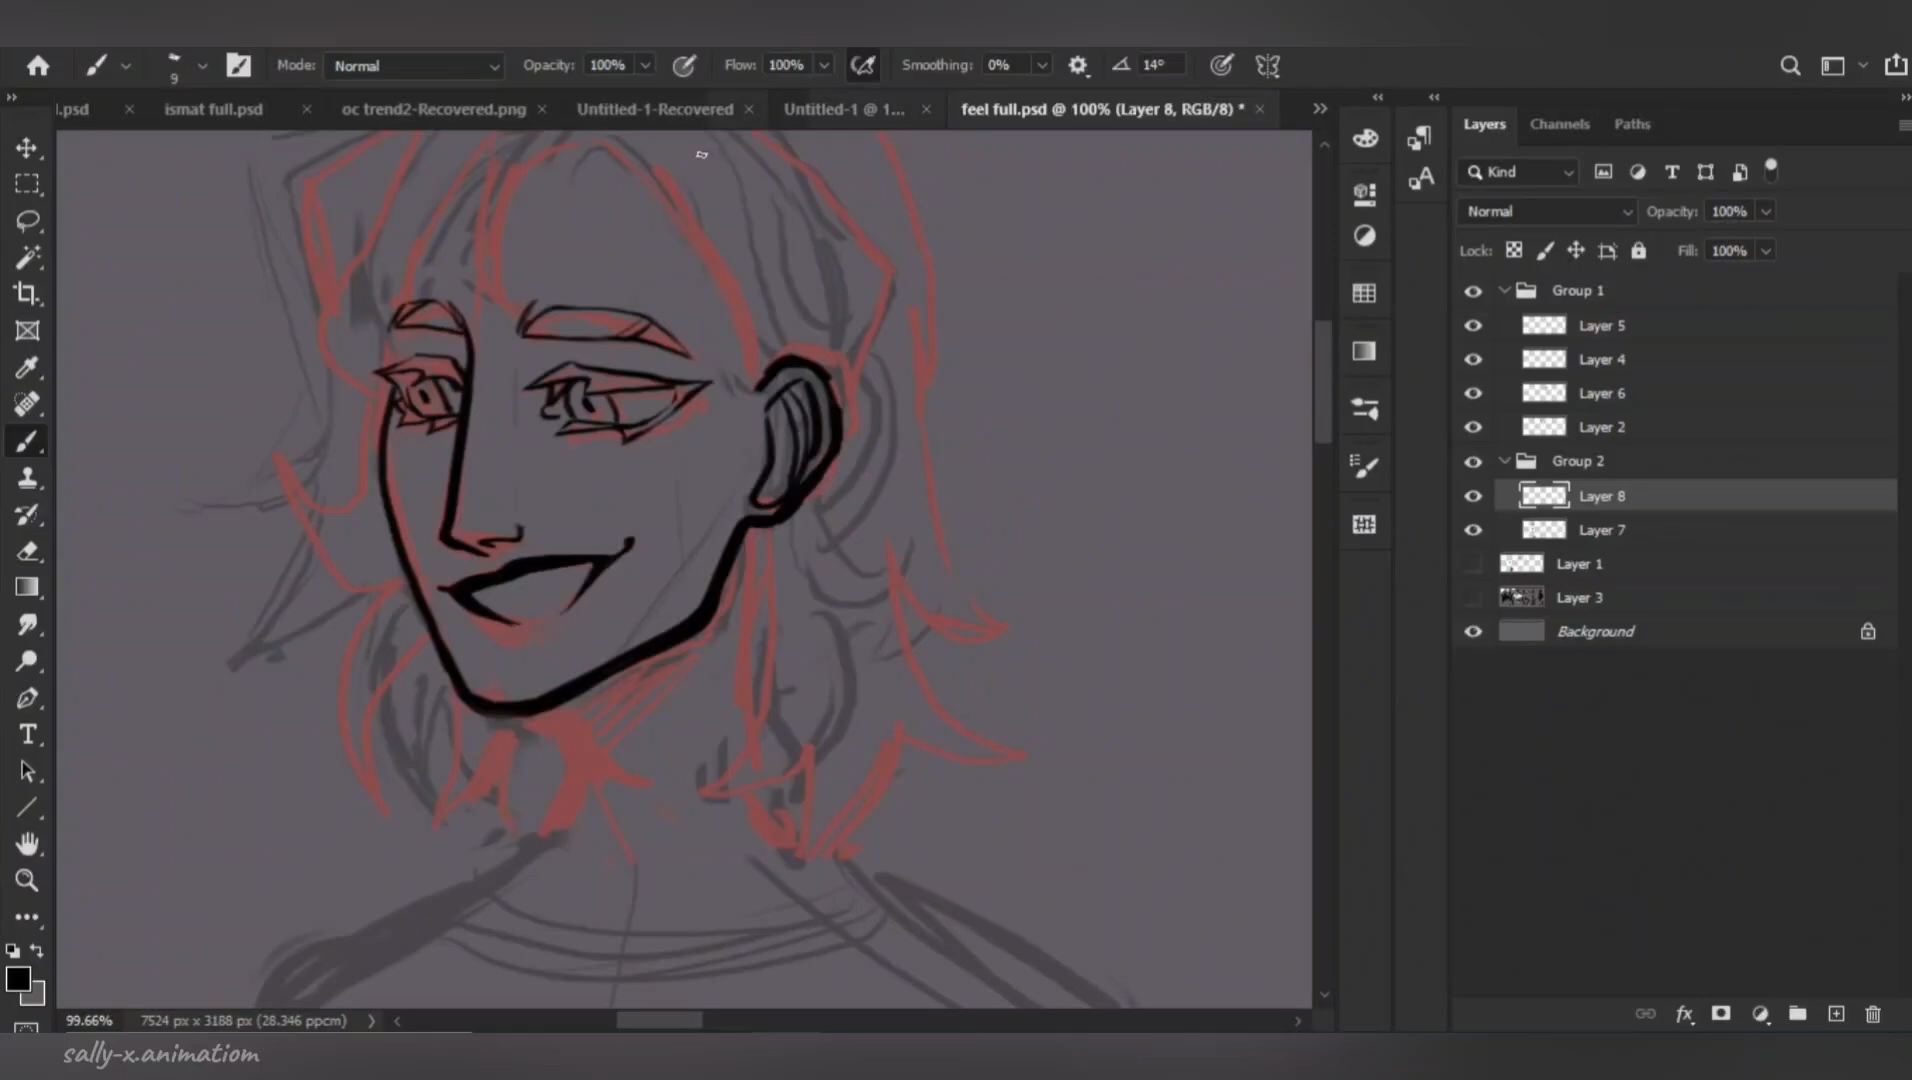 9 Mode: Normal Opacity: 100% Flow: 100% Smoothing: 0% 14°
l.psd ismat full.psd oc trend2-Recovered.png Untitled-1-Recovered Untitled-1 @ 1... feel full.psd @ 100% (Layer 8, RGB/8) *
Layers Channels Paths
Kind
Normal Opacity: 100%
Lock: Fill: 100%
Group 1
Layer 5
Layer 4
Layer 6
Layer 2
Group 2
Layer 8
Layer 7
Layer 1
Layer 3
Background
99.66% 7524 px x 3188 px (28.346 ppcm)
fx
sally-x.animatiom